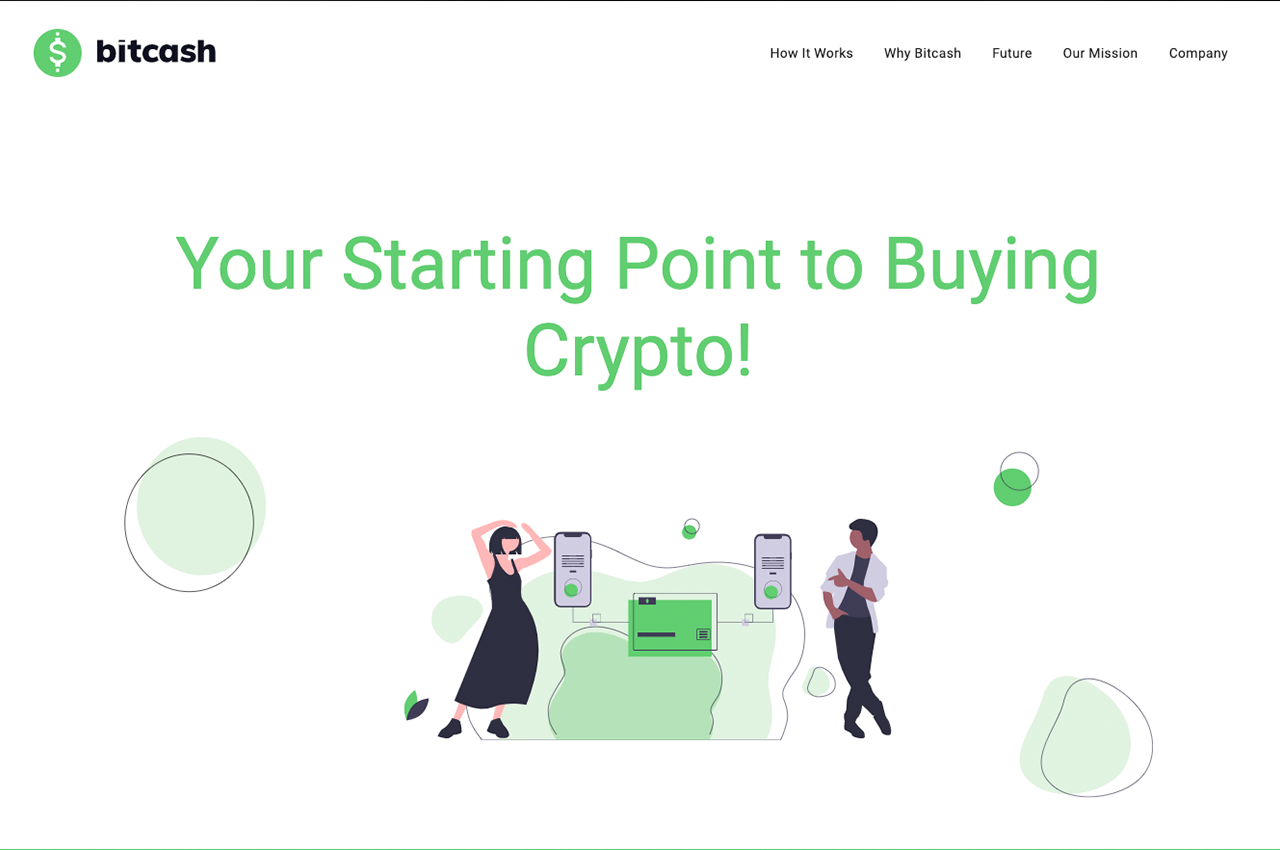 bitcash
How It Works
Why Bitcash
Future
Our Mission
Company
Your Starting Point to Buying
Crypto!